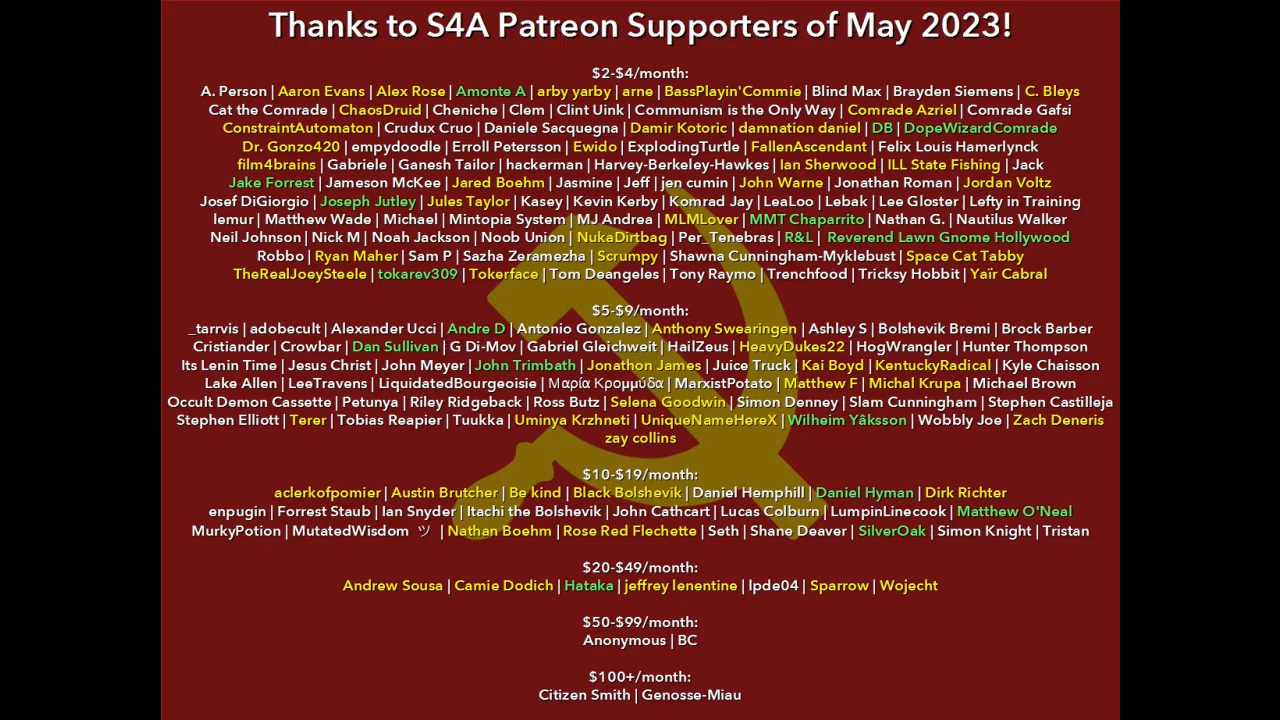 Thanks to S4A Patreon Supporters of May 2023!
$2-$4/month:
A. Person | Aaron Evans | Alex Rose | Amonte A | arby yarby | arne | BassPlayin'Commie | Blind Max | Brayden Siemens | C. Bleys
Cat the Comrade | ChaosDruid | Cheniche | Clem | Clint Uink | Communism is the Only Way | Comrade Azriel | Comrade Gafsi
ConstraintAutomaton | Crudux Cruo | Daniele Sacquegna | Damir Kotoric | damnation daniel | DB | DopeWizardComrade
Dr. Gonzo420 | empydoodle | Erroll Petersson | Ewido | ExplodingTurtle | FallenAscendant | Felix Louis Hamerlynck
film4brains | Gabriele | Ganesh Tailor | hackerman | Harvey-Berkeley-Hawkes | Ian Sherwood | ILL State Fishing | Jack
Jake Forrest | Jameson McKee | Jared Boehm | Jasmine | Jeff | jen cumin | John Warne | Jonathan Roman | Jordan Voltz
Josef DiGiorgio | Joseph Jutley | Jules Taylor | Kasey | Kevin Kerby | Komrad Jay | LeaLoo | Lebak | Lee Gloster | Lefty in Training
lemur | Matthew Wade | Michael | Mintopia System | MJ Andrea | MLMLover | MMT Chaparrito | Nathan G. | Nautilus Walker
Neil Johnson | Nick M | Noah Jackson | Noob Union | NukaDirtbag | Per_Tenebras | R&L | Reverend Lawn Gnome Hollywood
Robbo | Ryan Maher | Sam P | Sazha Zeramezha | Scrumpy | Shawna Cunningham-Myklebust | Space Cat Tabby
TheRealJoeySteele | tokarev309 | Tokerface | Tom Deangeles | Tony Raymo | Trenchfood | Tricksy Hobbit | Yaïr Cabral
$5-$9/month:
_tarrvis | adobecult | Alexander Ucci | Andre D | Antonio Gonzalez | Anthony Swearingen | Ashley S | Bolshevik Bremi | Brock Barber
Cristiander | Crowbar | Dan Sullivan | G Di-Mov | Gabriel Gleichweit | HailZeus | HeavyDukes22 | HogWrangler | Hunter Thompson
Its Lenin Time | Jesus Christ | John Meyer | John Trimbath | Jonathon James | Juice Truck | Kai Boyd | KentuckyRadical | Kyle Chaisson
Lake Allen | LeeTravens | LiquidatedBourgeoisie | Μαρία Κρομμύδα | MarxistPotato | Matthew F | Michal Krupa | Michael Brown
Occult Demon Cassette | Petunya | Riley Ridgeback | Ross Butz | Selena Goodwin | Simon Denney | Slam Cunningham | Stephen Castilleja
Stephen Elliott | Terer | Tobias Reapier | Tuukka | Uminya Krzhneti | UniqueNameHereX | Wilheim Yâksson | Wobbly Joe | Zach Deneris
zay collins
$10-$19/month:
aclerkofpomier | Austin Brutcher | Be kind | Black Bolshevik | Daniel Hemphill | Daniel Hyman | Dirk Richter
enpugin | Forrest Staub | Ian Snyder | Itachi the Bolshevik | John Cathcart | Lucas Colburn | LumpinLinecook | Matthew O'Neal
MurkyPotion | MutatedWisdom ツ | Nathan Boehm | Rose Red Flechette | Seth | Shane Deaver | SilverOak | Simon Knight | Tristan
$20-$49/month:
Andrew Sousa | Camie Dodich | Hataka | jeffrey lenentine | lpde04 | Sparrow | Wojecht
$50-$99/month:
Anonymous | BC
$100+/month:
Citizen Smith | Genosse-Miau